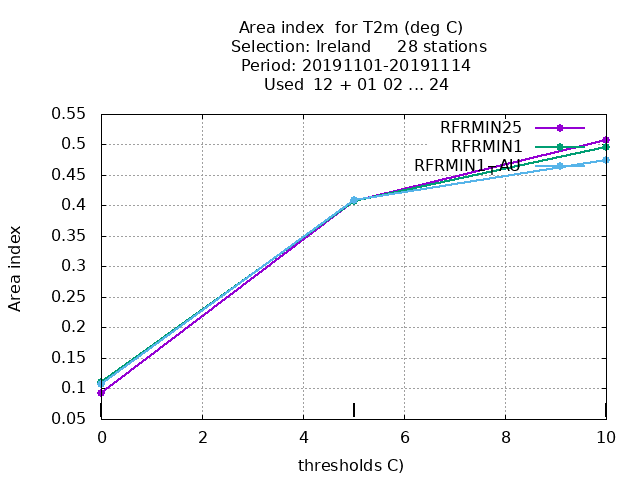 Area index  for T2m (deg C)
Selection: Ireland     28 stations
Period: 20191101-20191114
Used  12 + 01 02 ... 24
RFRMIN25
RFRMIN1
RFRMIN1+AU
0.55
0.5
0.45
0.4
0.35
0.3
0.25
0.2
0.15
0.1
0.05
Area index
0 2 4 6 8 10
thresholds C)